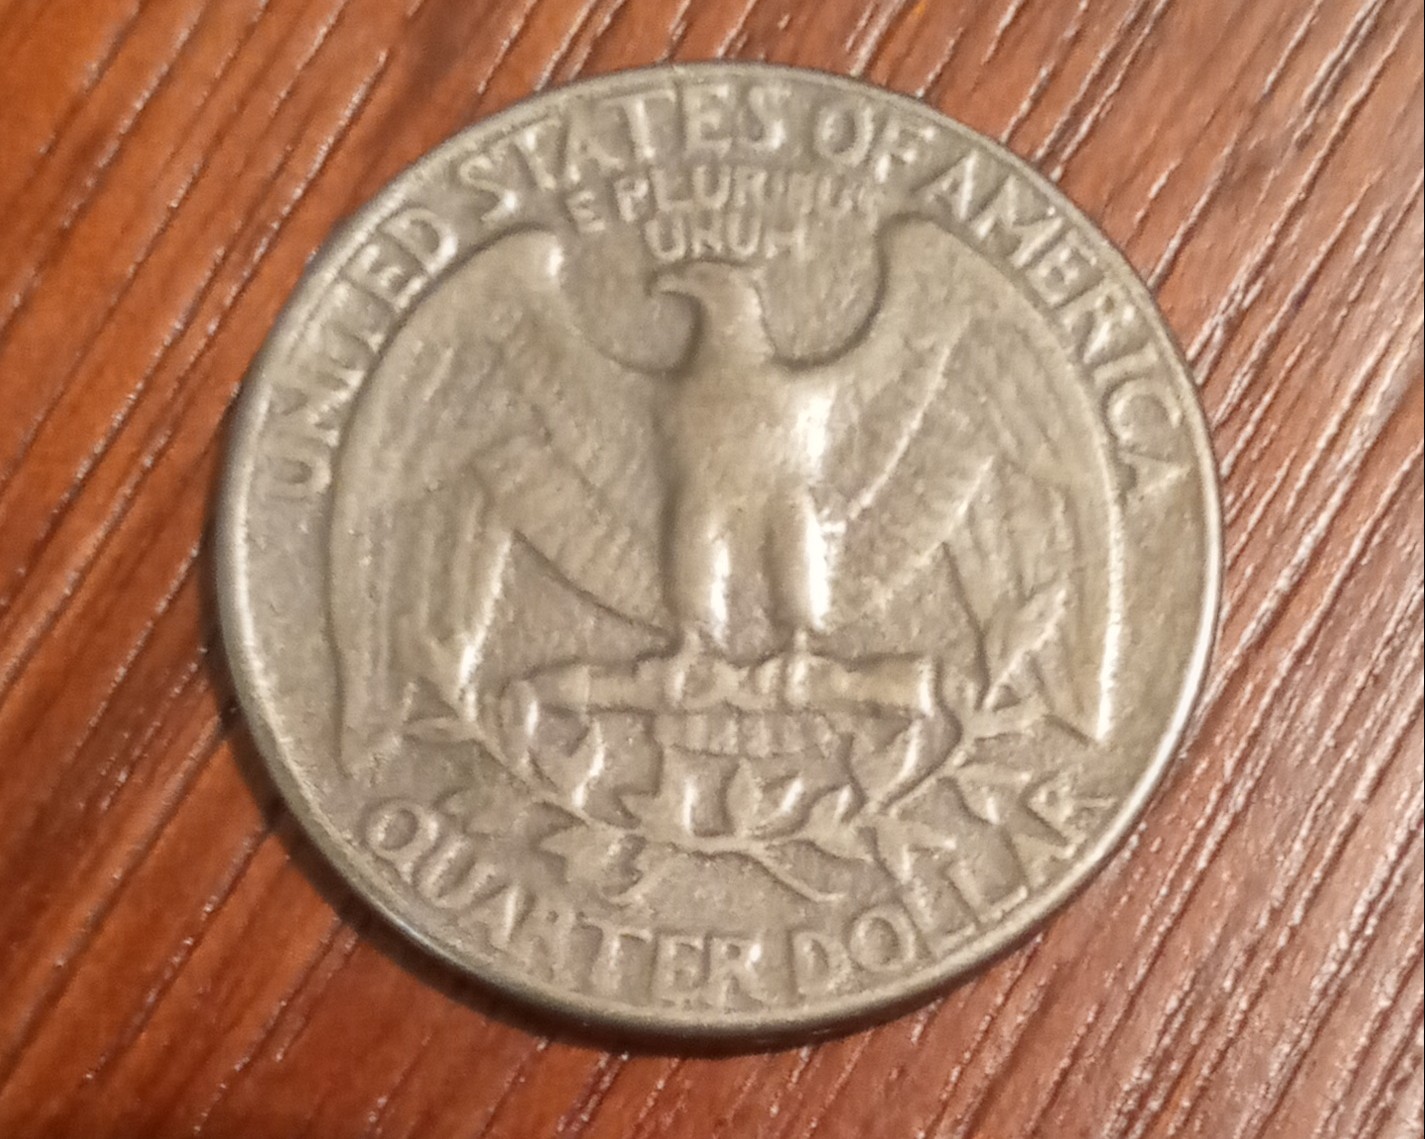 UNITED STATES OF AMERICA
E PLURIBUS
UNUM
QUARTER DOLLAR